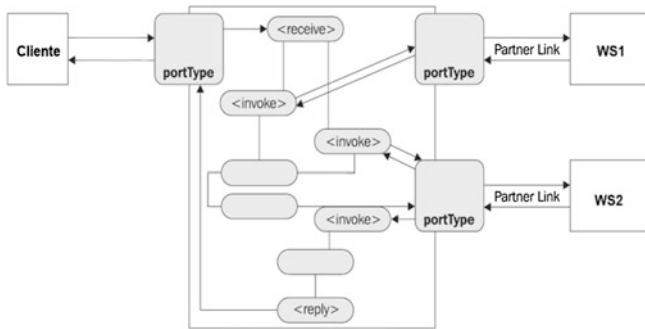 Cliente
portType
<receive>
portType
Partner Link
WS1
<invoke>
<invoke>
portType
Partner Link
WS2
<invoke>
<reply>